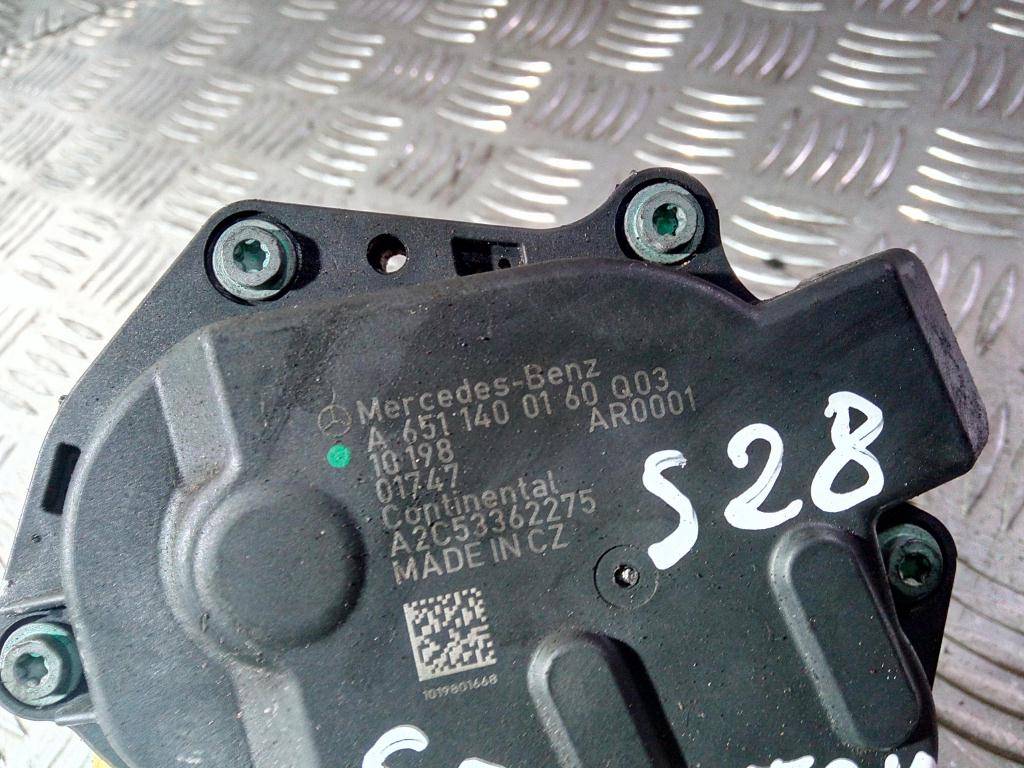 Mercedes-Benz
A 651 140 01 60 Q03
10198 AR0001
01747
Continental
A2C53362275
MADE IN CZ
1019801668
S28